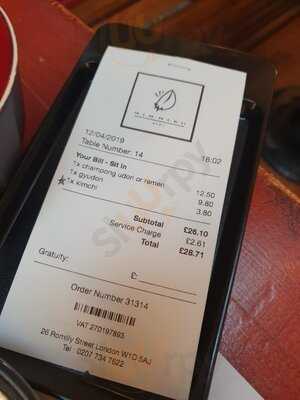 12/04/2019 16:02
Table Number: 14
Your Bill - Sit in
1x champong udon or ramen 12.50
1x gyudon 9.80
1x Kimchi 3.80
Subtotal £26.10
Service Charge £2.61
Total £28.71
Gratuity: £:
Order Number 31314
VAT 270197893
26 Romilly Street London W1D 5AJ
Tel : 0207 734 7622